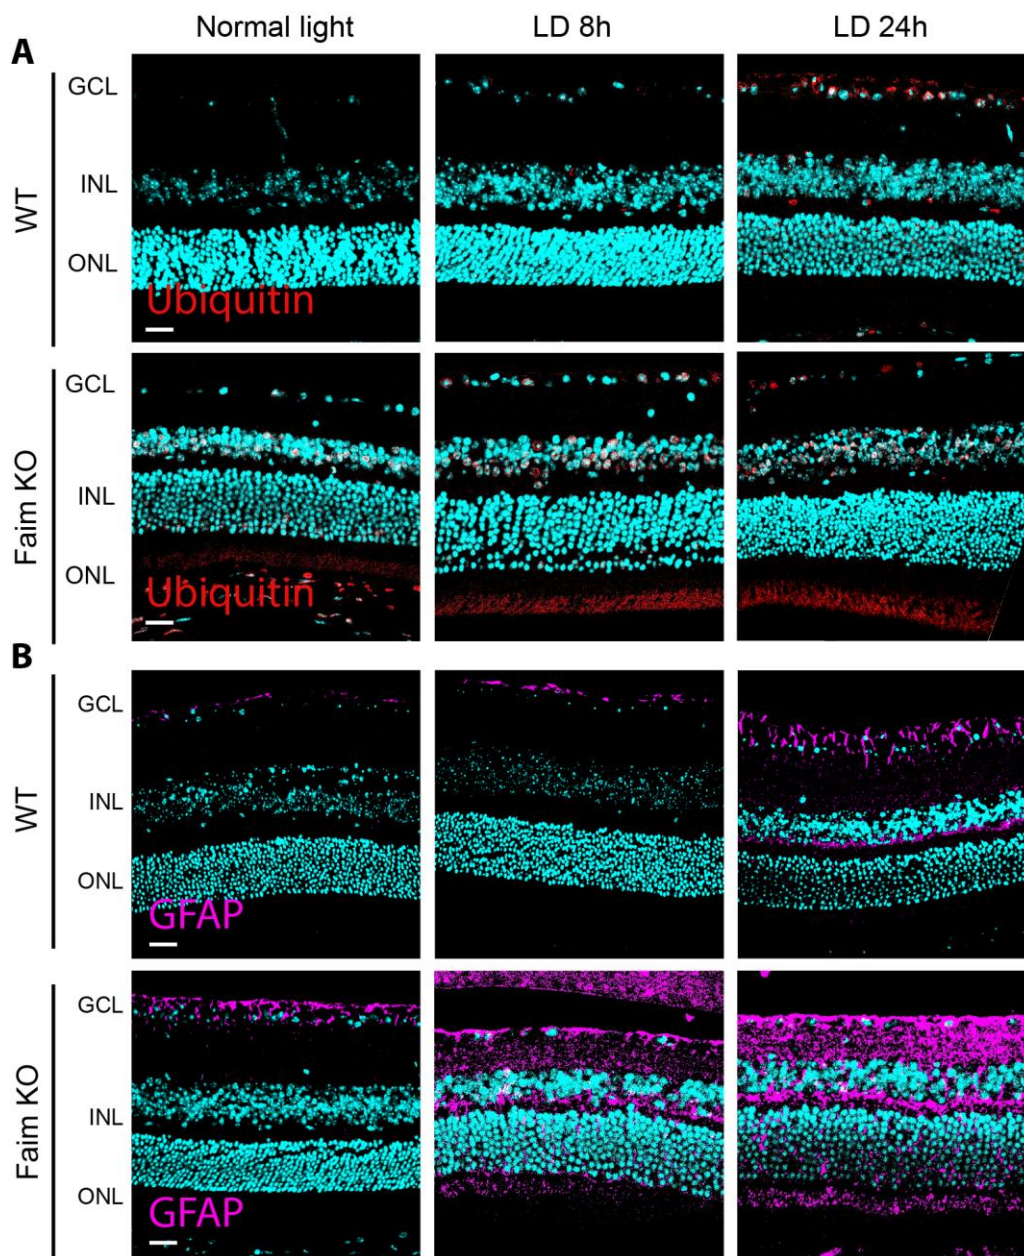 Normal light
LD 8h
LD 24h
A
WT
GCL
INL
ONL
Ubiquitin
Faim KO
GCL
INL
ONL
Ubiquitin
B
WT
GCL
INL
ONL
GFAP
Faim KO
GCL
INL
ONL
GFAP